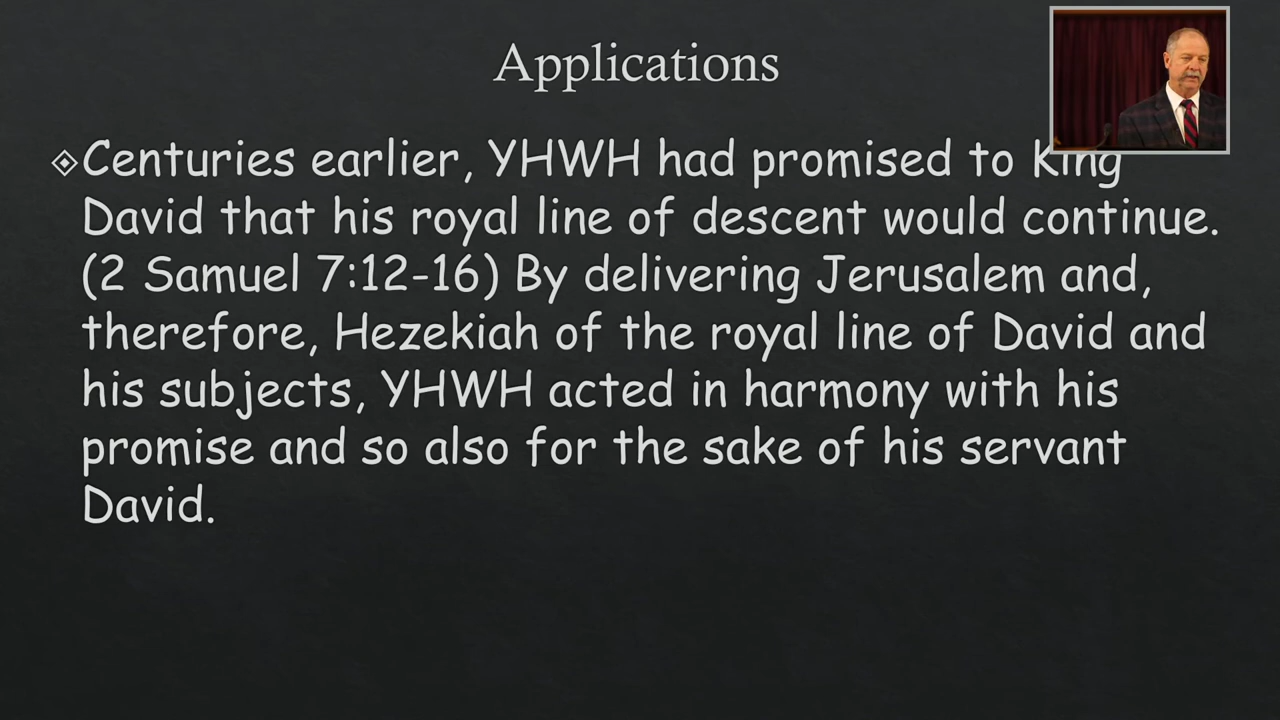 Applications
Centuries earlier, YHWH had promised to King
David that his royal line of descent would continue.
(2 Samuel 7:12-16) By delivering Jerusalem and,
therefore, Hezekiah of the royal line of David and
his subjects, YHWH acted in harmony with his
promise and so also for the sake of his servant
David.